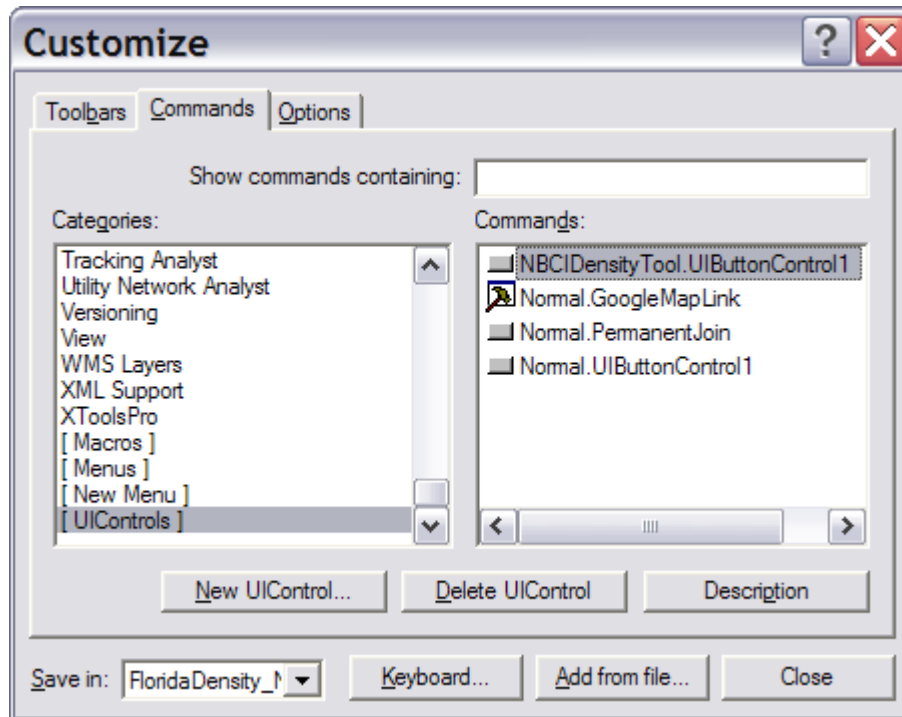 Customize
Toolbars Commands Options
Show commands containing:
Categories: Commands:
Tracking Analyst
Utility Network Analyst
Versioning
View
WMS Layers
XML Support
XToolsPro
[ Macros ]
[ Menus ]
[ New Menu ]
[ UIControls ]
NBCIDensityTool.UIButtonControl1
Normal.GoogleMapLink
Normal.PermanentJoin
Normal.UIButtonControl1
New UIControl... Delete UIControl Description
Save in: FloridaDensity_ Keyboard... Add from file... Close